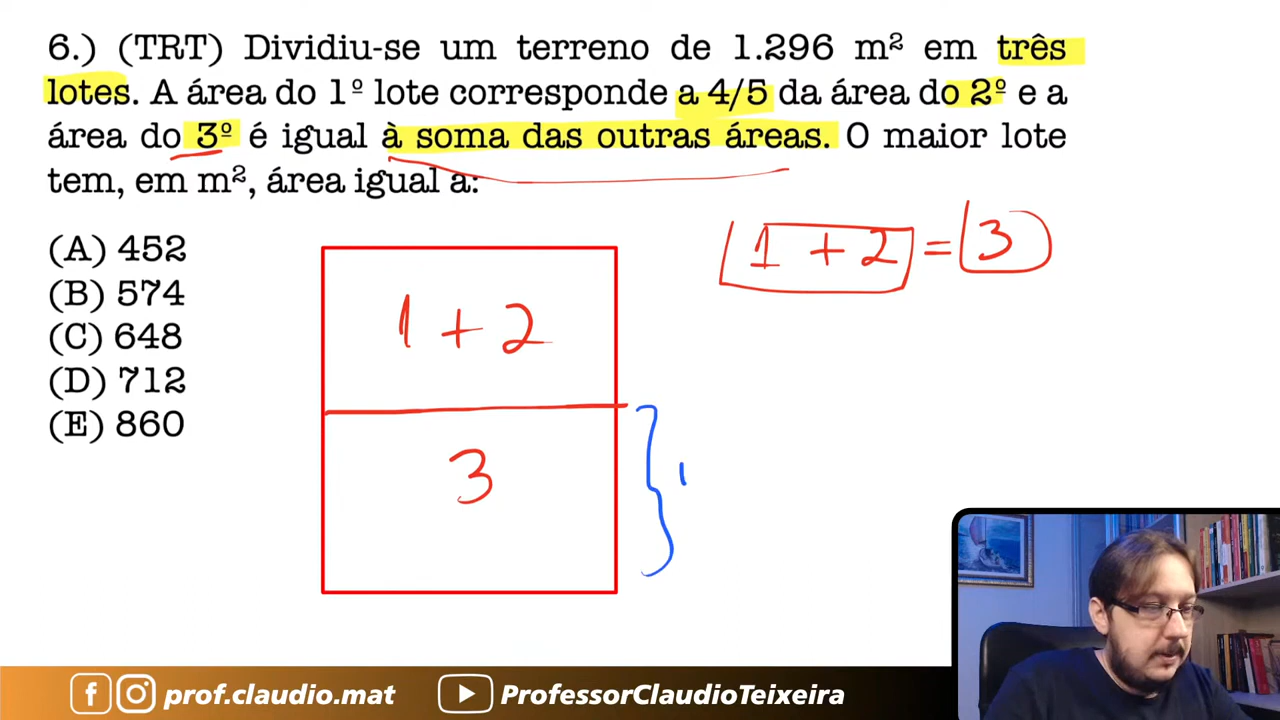 6.) (TRT) Dividiu-se um terreno de 1.296 m² em três
lotes. A área do 1º lote corresponde a 4/5 da área do 2º e a
área do 3º é igual à soma das outras áreas. O maior lote
tem, em m², área igual a:
(A) 452
(B) 574
(C) 648
(D) 712
(E) 860
1 + 2 = 3
1 + 2
3
prof.claudio.mat
ProfessorClaudioTeixeira